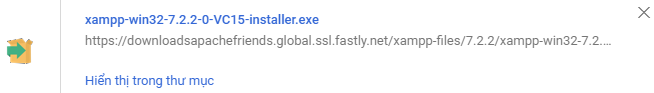 xampp-win32-7.2.2-0-VC15-installer.exe
https://downloadsapachefriends.global.ssl.fastly.net/xampp-files/7.2.2/xampp-win32-7.2....
Hiển thị trong thư mục